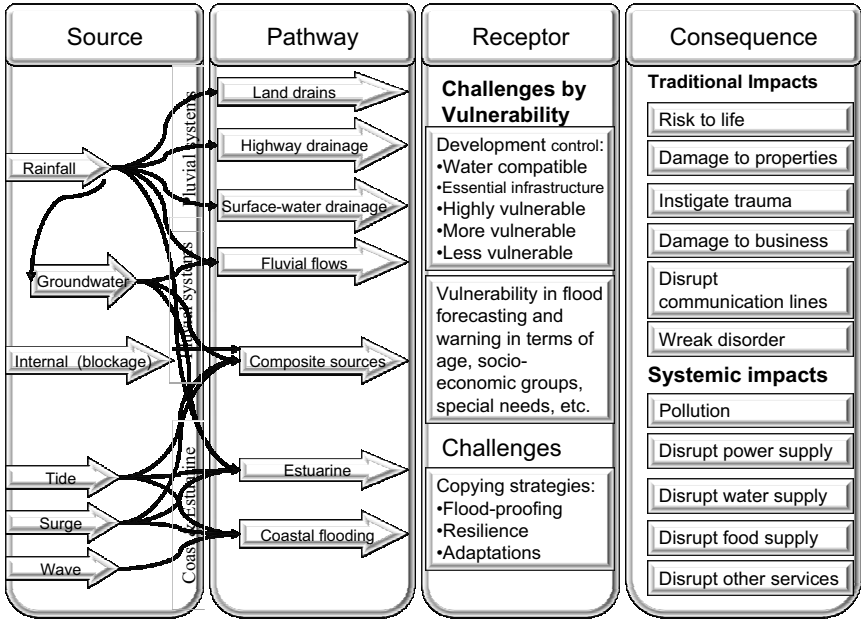 Source
Rainfall
Groundwater
Internal (blockage)
Tide
Surge
Wave
systems
systems
Estuarine
Pathway
Land drains
Highway drainage
Surface-water drainage
Fluvial flows
Composite sources
Estuarine
Coastal flooding
Receptor
Challenges by
Vulnerability
Development control:
•Water compatible
•Essential infrastructure
•Highly vulnerable
•More vulnerable
•Less vulnerable
Vulnerability in flood
forecasting and
warning in terms of
age, socio-
economic groups,
special needs, etc.
Challenges
Copying strategies:
•Flood-proofing
•Resilience
•Adaptations
Consequence
Traditional Impacts
Risk to life
Damage to properties
Instigate trauma
Damage to business
Disrupt
communication lines
Wreak disorder
Systemic impacts
Pollution
Disrupt power supply
Disrupt water supply
Disrupt food supply
Disrupt other services